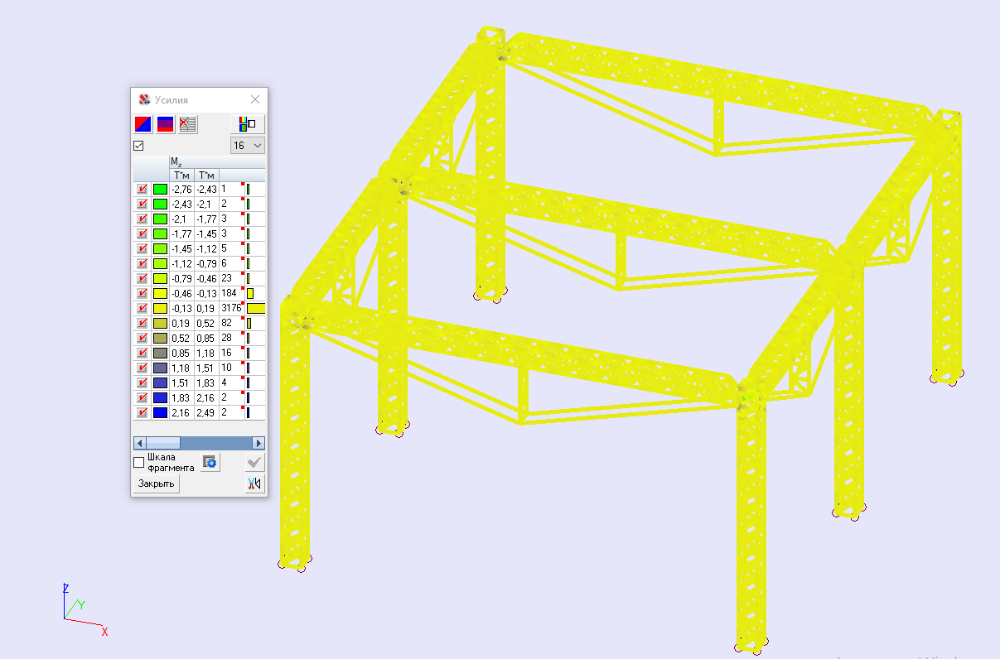 Усилия
16
Mz
Т*м Т*м
-2,76 -2,43 1
-2,43 -2,1 2
-2,1 -1,77 3
-1,77 -1,45 3
-1,45 -1,12 5
-1,12 -0,79 6
-0,79 -0,46 23
-0,46 -0,13 184
-0,13 0,19 3176
0,19 0,52 82
0,52 0,85 28
0,85 1,18 16
1,18 1,51 10
1,51 1,83 4
1,83 2,16 2
2,16 2,49 2
Шкала
фрагмента
Закрыть
Z
Y
X